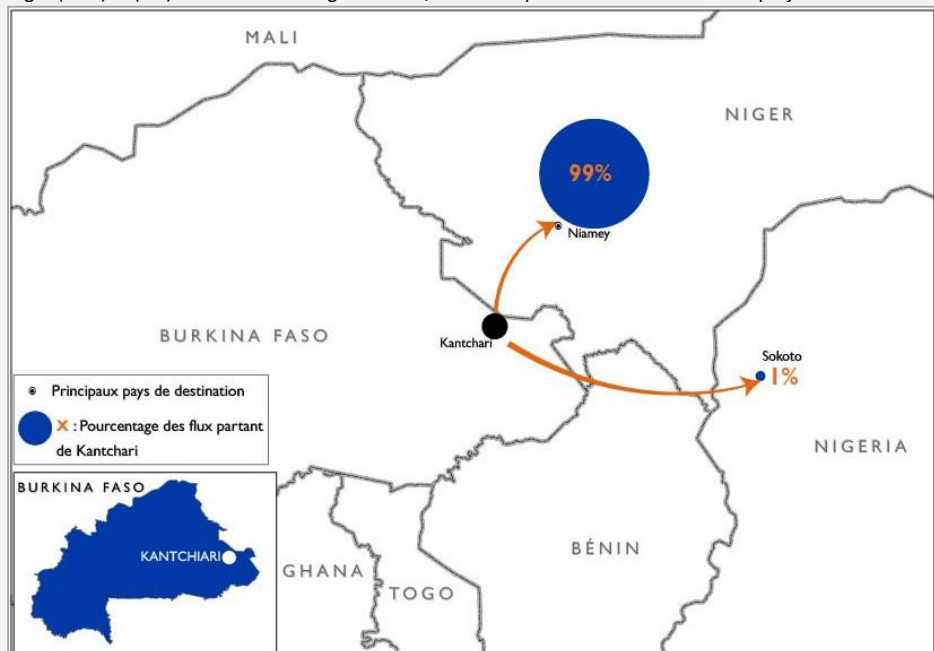 MALI
NIGER
99%
Niamey
BURKINA FASO
Kantchari
Sokoto
1%
Principaux pays de destination
X : Pourcentage des flux partant
de Kantchari
NIGERIA
BURKINA FASO
KANTCHIARI
BÉNIN
GHANA
TOGO